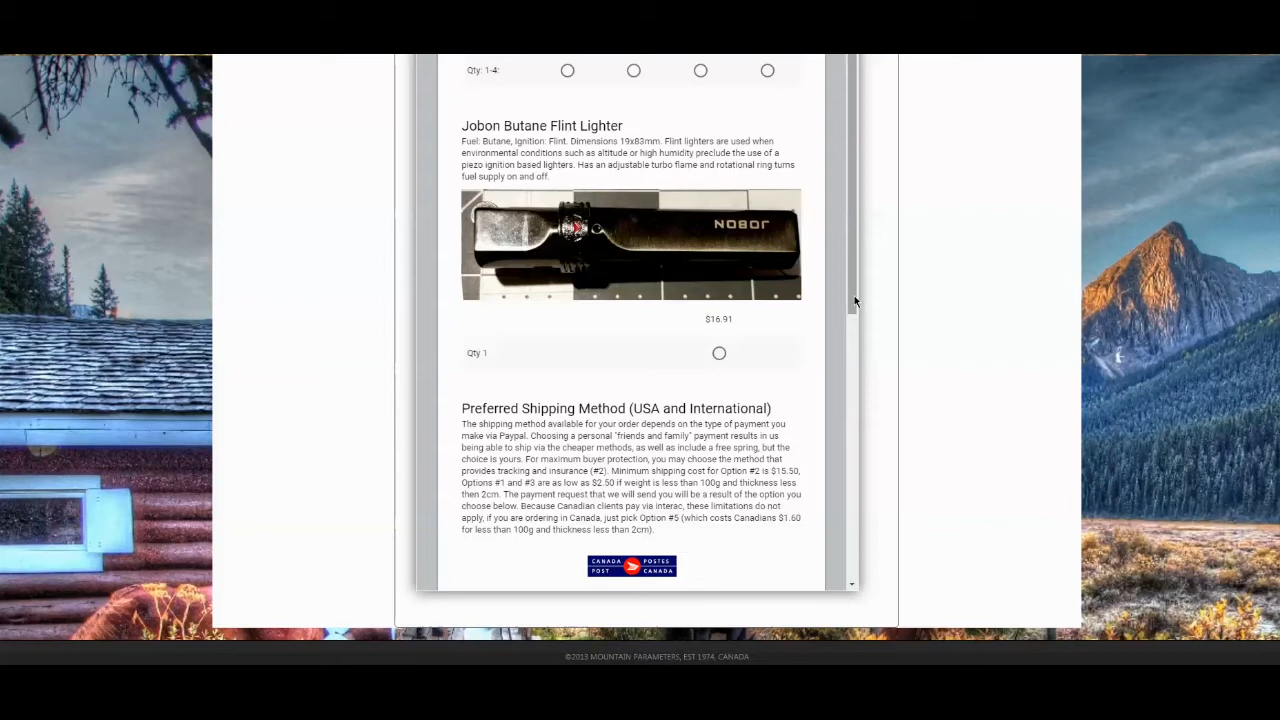 Qty: 1-4:
Jobon Butane Flint Lighter
Fuel: Butane, Ignition: Flint. Dimensions 19x83mm. Flint lighters are used when
environmental conditions such as altitude or high humidity preclude the use of a
piezo ignition based lighters. Has an adjustable turbo flame and rotational ring turns
fuel supply on and off.
JOBON
$16.91
Qty 1
Preferred Shipping Method (USA and International)
The shipping method available for your order depends on the type of payment you
make via Paypal. Choosing a personal "friends and family" payment results in us
being able to ship via the cheaper methods, as well as include a free spring, but the
choice is yours. For maximum buyer protection, you may choose the method that
provides tracking and insurance (#2). Minimum shipping cost for Option #2 is $15.50,
Options #1 and #3 are as low as $2.50 if weight is less than 100g and thickness less
then 2cm. The payment request that we will send you will be a result of the option you
choose below. Because Canadian clients pay via interac, these limitations do not
apply, if you are ordering in Canada, just pick Option #5 (which costs Canadians $1.60
for less than 100g and thickness less than 2cm).
CANADA POSTES
POST CANADA
©2013 MOUNTAIN PARAMETERS, EST 1974, CANADA